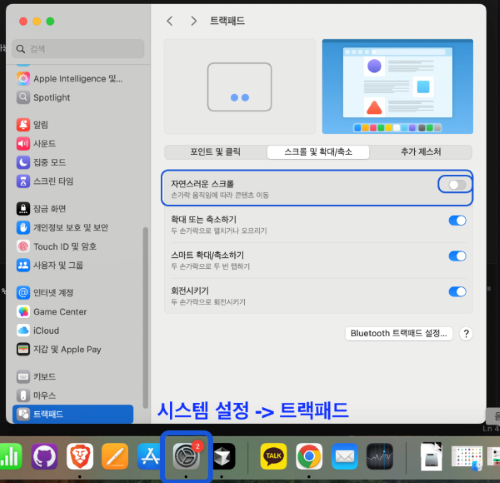 트랙패드
검색
Apple Intelligence 및...
Spotlight
알림
사운드
집중 모드
스크린 타임
잠금 화면
개인정보 보호 및 보안
Touch ID 및 암호
사용자 및 그룹
인터넷 계정
Game Center
iCloud
지갑 및 Apple Pay
키보드
마우스
트랙패드
포인트 및 클릭
스크롤 및 확대/축소
추가 제스처
자연스러운 스크롤
손가락 움직임에 따라 콘텐츠 이동
확대 또는 축소하기
두 손가락으로 펼치거나 오므리기
스마트 확대/축소하기
두 손가락으로 두 번 탭하기
회전시키기
두 손가락으로 회전시키기
Bluetooth 트랙패드 설정...
?
시스템 설정 -> 트랙패드
Ln 4
2
TALK